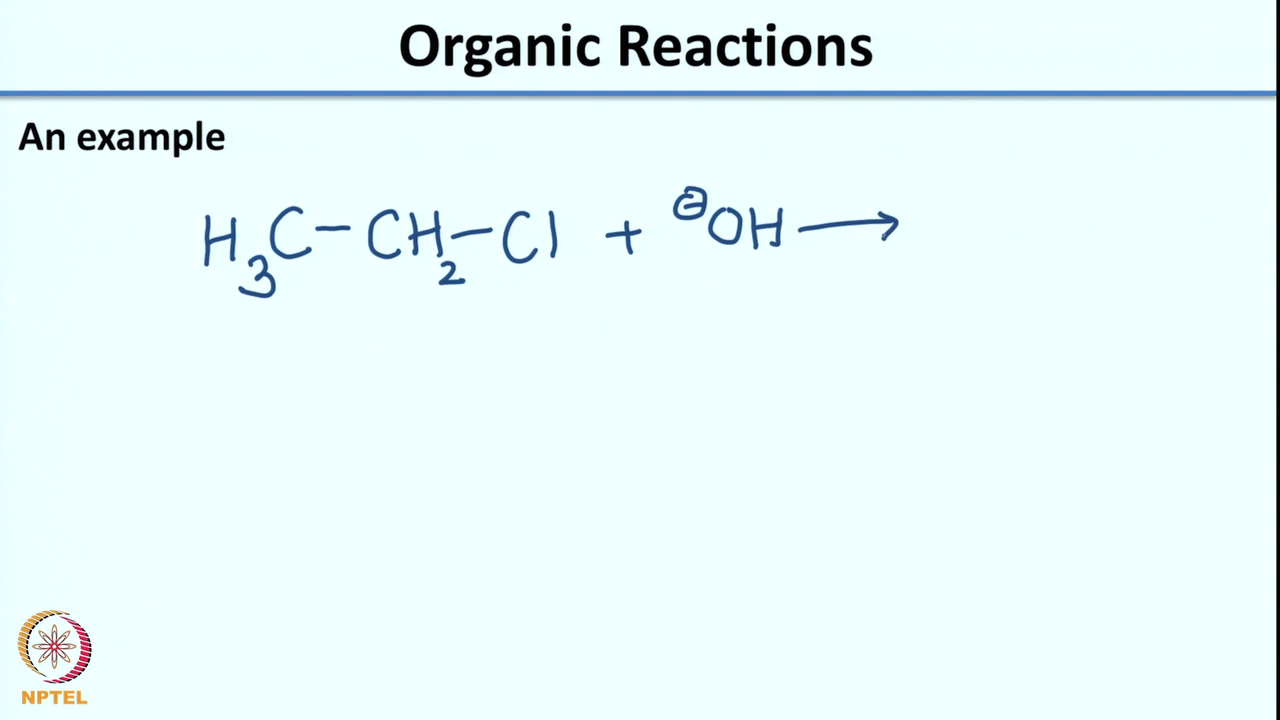 Organic Reactions
An example
H₃C-CH₂-Cl + ⊖OH ⟶
NPTEL